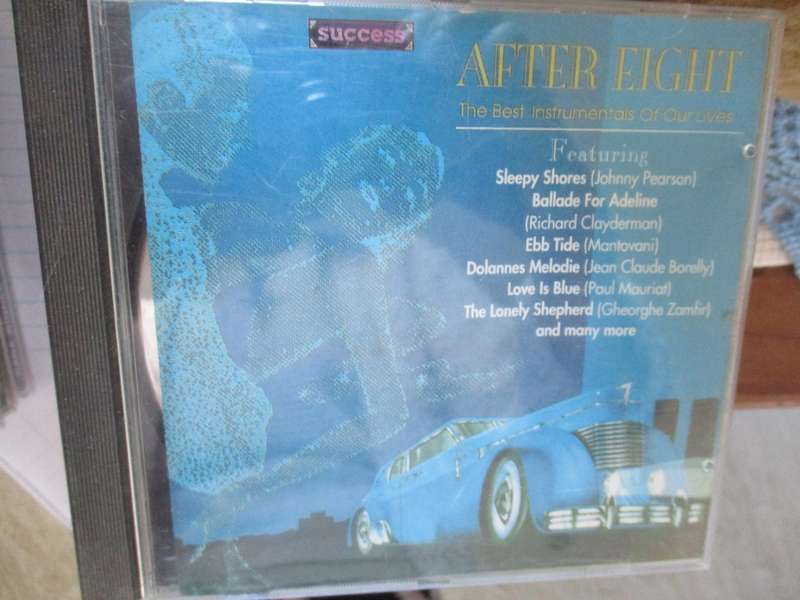 success
AFTER EIGHT
The Best Instrumentals Of Our Lives
Featuring
Sleepy Shores (Johnny Pearson)
Ballade For Adeline
(Richard Clayderman)
Ebb Tide (Mantovani)
Dolannes Melodie (Jean Claude Borelly)
Love Is Blue (Paul Mauriat)
The Lonely Shepherd (Gheorghe Zamfir)
and many more